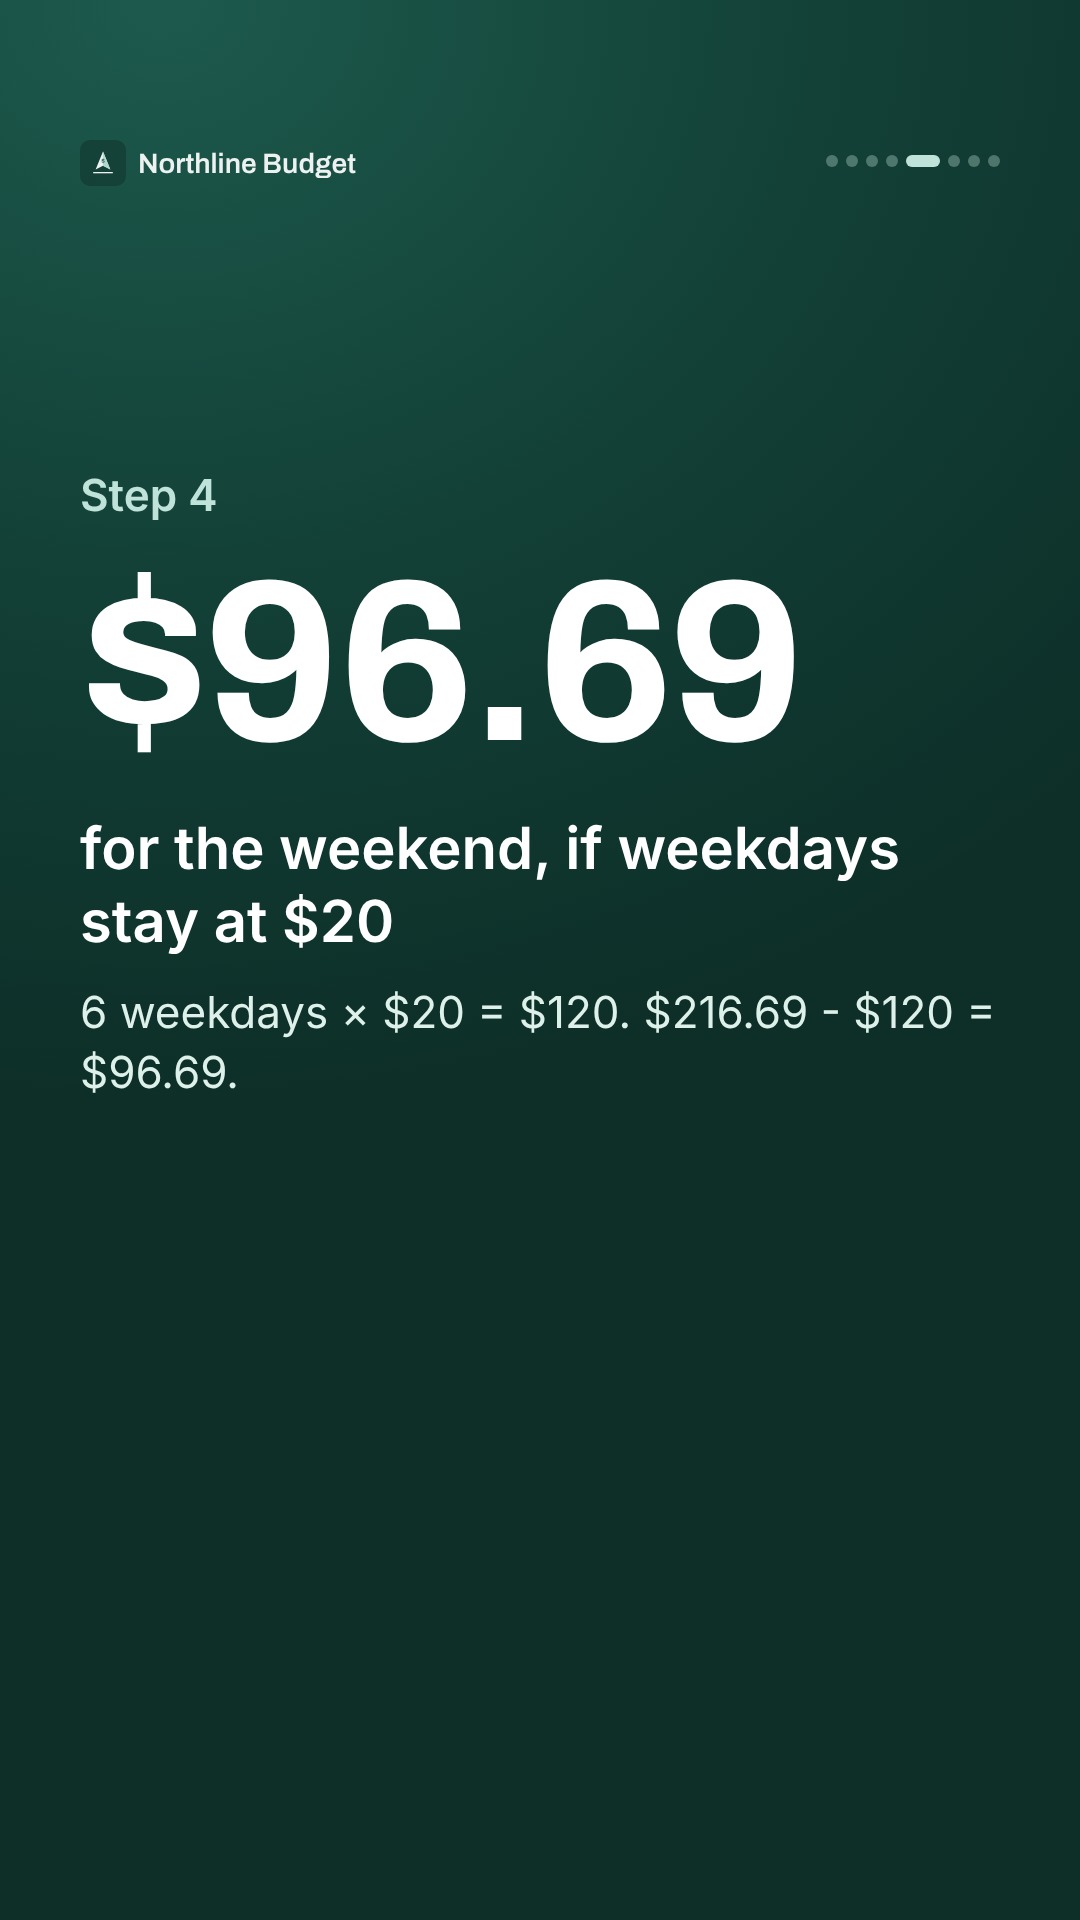 Northline Budget
Step 4
$96.69
for the weekend, if weekdays
stay at $20
6 weekdays × $20 = $120. $216.69 - $120 =
$96.69.